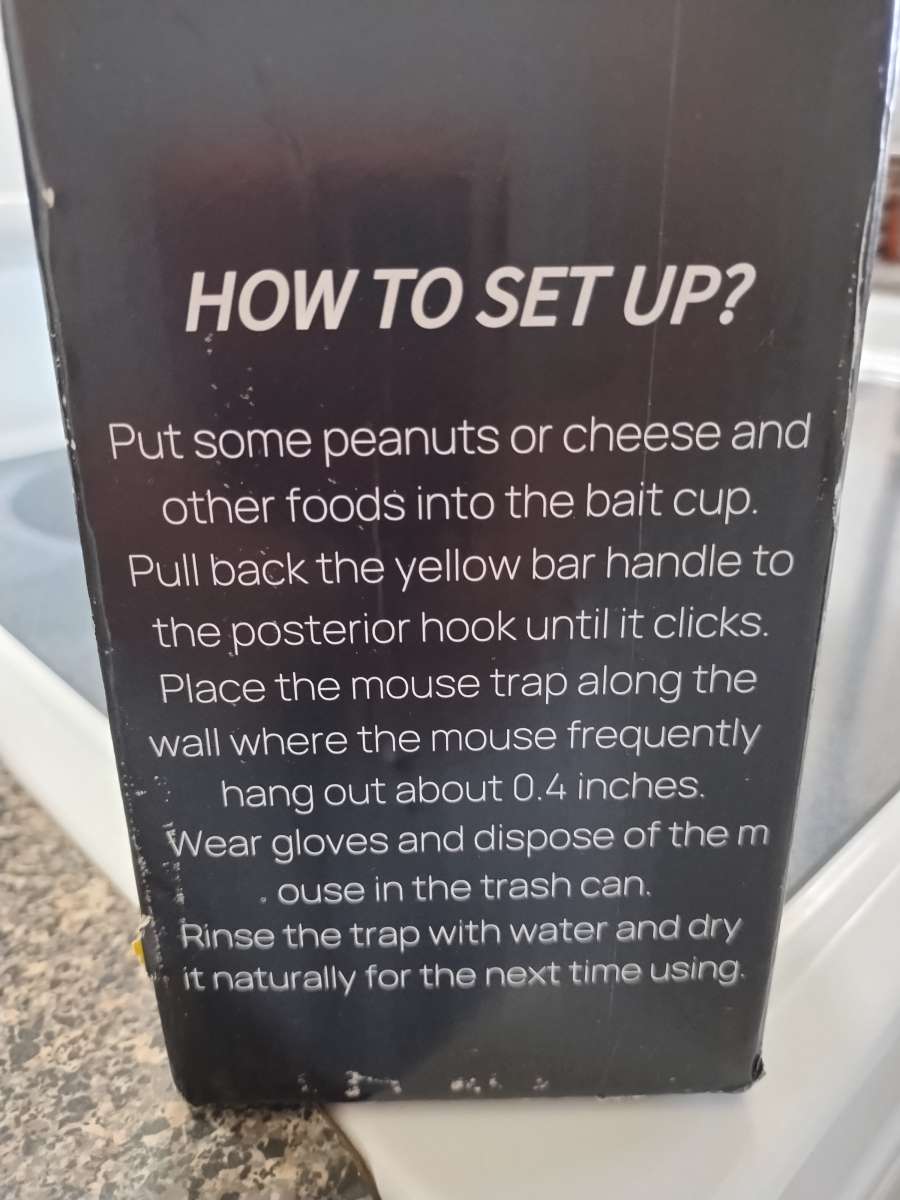 HOW TO SET UP?
Put some peanuts or cheese and
other foods into the bait cup.
Pull back the yellow bar handle to
the posterior hook until it clicks.
Place the mouse trap along the
wall where the mouse frequently
hang out about 0.4 inches.
Wear gloves and dispose of the m
ouse in the trash can.
Rinse the trap with water and dry
it naturally for the next time using.